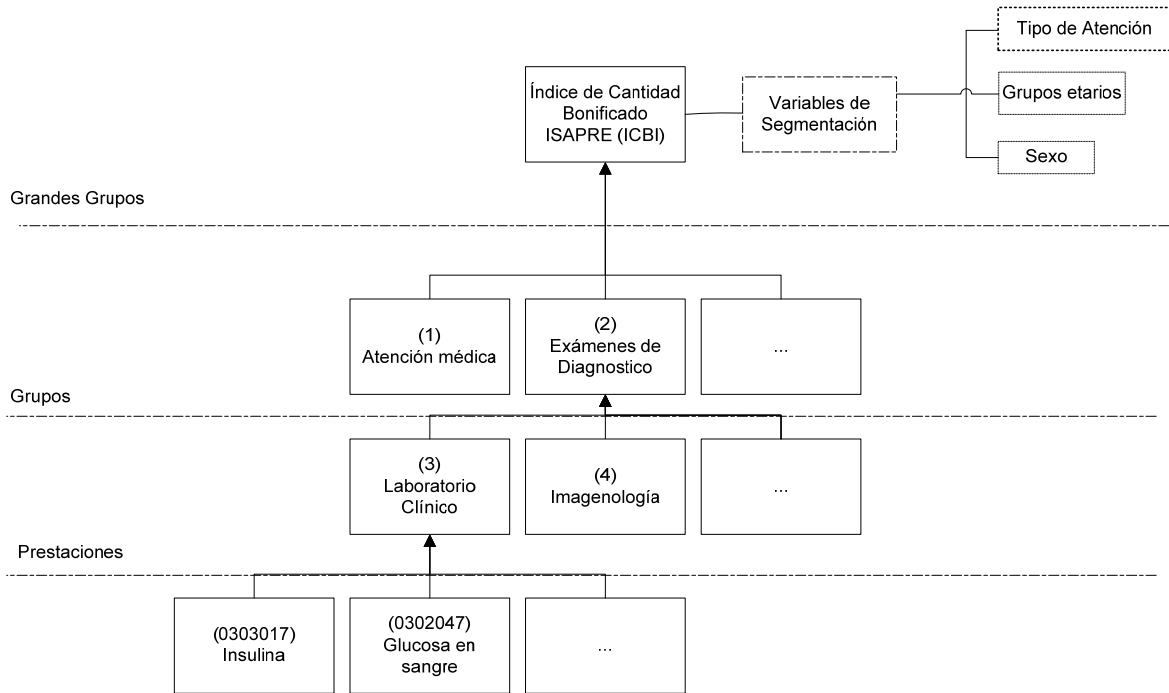 Tipo de Atención
Índice de Cantidad
Bonificado
ISAPRE (ICBI)
Variables de
Segmentación
Grupos etarios
Sexo
Grandes Grupos
(1)
Atención médica
(2)
Exámenes de
Diagnostico
...
Grupos
(3)
Laboratorio
Clínico
(4)
Imagenología
...
Prestaciones
(0303017)
Insulina
(0302047)
Glucosa en
sangre
...